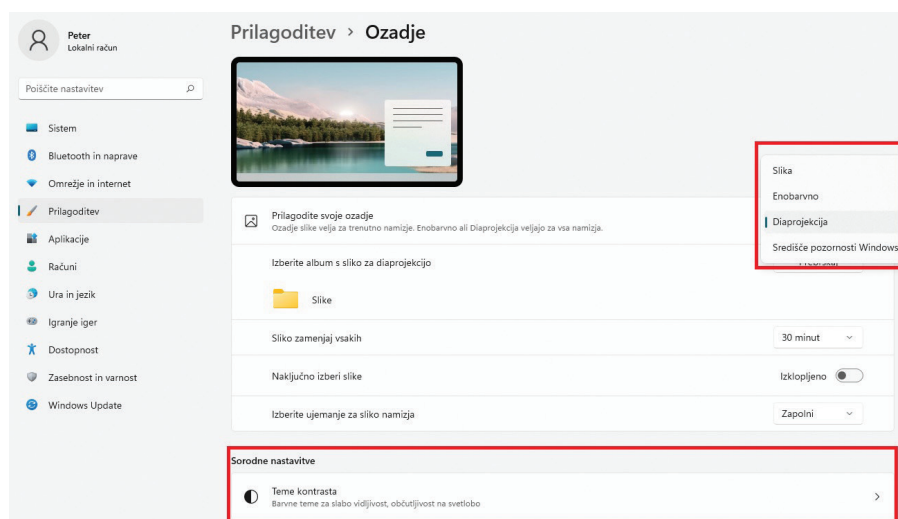 Peter
Lokalni račun
Poiščite nastavitev
Sistem
Bluetooth in naprave
Omrežje in internet
Prilagoditev
Aplikacije
Računi
Ura in jezik
Igranje iger
Dostopnost
Zasebnost in varnost
Windows Update
Prilagoditev > Ozadje
Slika
Enobarvno
Diaprojekcija
Središče pozornosti Windows
Prilagodite svoje ozadje
Ozadje slike velja za trenutno namizje. Enobarvno ali Diaprojekcija veljajo za vsa namizja.
Izberite album s sliko za diaprojekcijo
Slike
Sliko zamenjaj vsakih
30 minut
Naključno izberi slike
Izklopljeno
Izberite ujemanje za sliko namizja
Zapolni
Sorodne nastavitve
Teme kontrasta
Barvne teme za slabo vidljivost, občutljivost na svetlobo